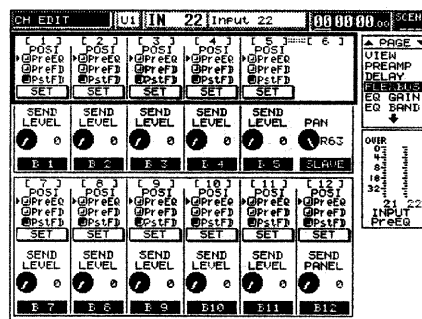 CH EDIT U1 IN 22 Input 22 00 00 00.00 SCEN
[ 1 ] [ 2 ] [ 3 ] [ 4 ] [ 5 ] [ 6 ]
POSI POSI POSI POSI POSI
PreEQ PreEQ PreEQ PreEQ PreEQ
PreFD PreFD PreFD PreFD PreFD
PstFD PstFD PstFD PstFD PstFD
SET SET SET SET SET
SEND LEVEL SEND LEVEL SEND LEVEL SEND LEVEL SEND LEVEL PAN
0 0 0 0 0 R63
B 1 B 2 B 3 B 4 B 5 SLAVE
[ 7 ] [ 8 ] [ 9 ] [10] [11] [12]
POSI POSI POSI POSI POSI POSI
PreEQ PreEQ PreEQ PreEQ PreEQ PreEQ
PreFD PreFD PreFD PreFD PreFD PreFD
PstFD PstFD PstFD PstFD PstFD PstFD
SET SET SET SET SET SET
SEND LEVEL SEND LEVEL SEND LEVEL SEND LEVEL SEND LEVEL SEND PANEL
0 0 0 0 0 0
B 7 B 9 B10 B11 B12
PAGE
VIEW
PREAMP
DELAY
FLEXBUS
EQ GAIN
EQ BAND
OVER
0
4
8
18
32
21 22
INPUT
PreEQ